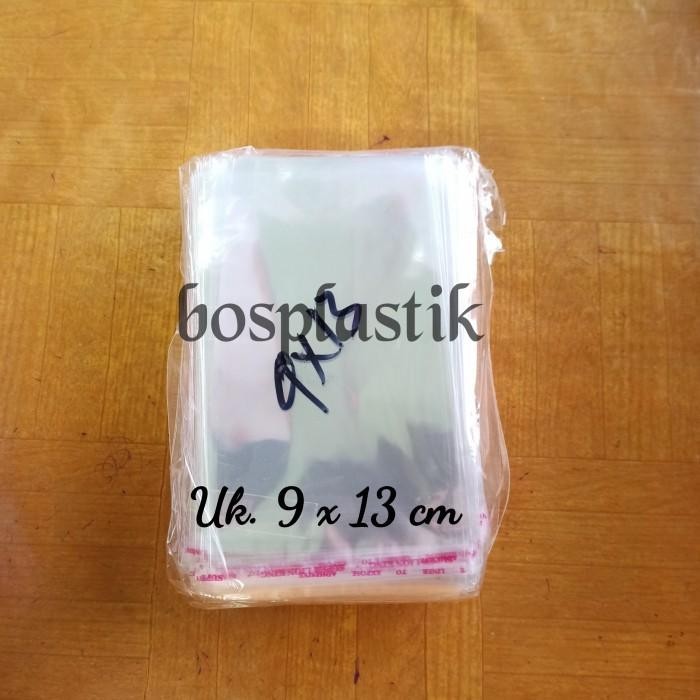 bosplastik
9X13
Uk. 9 x 13 cm